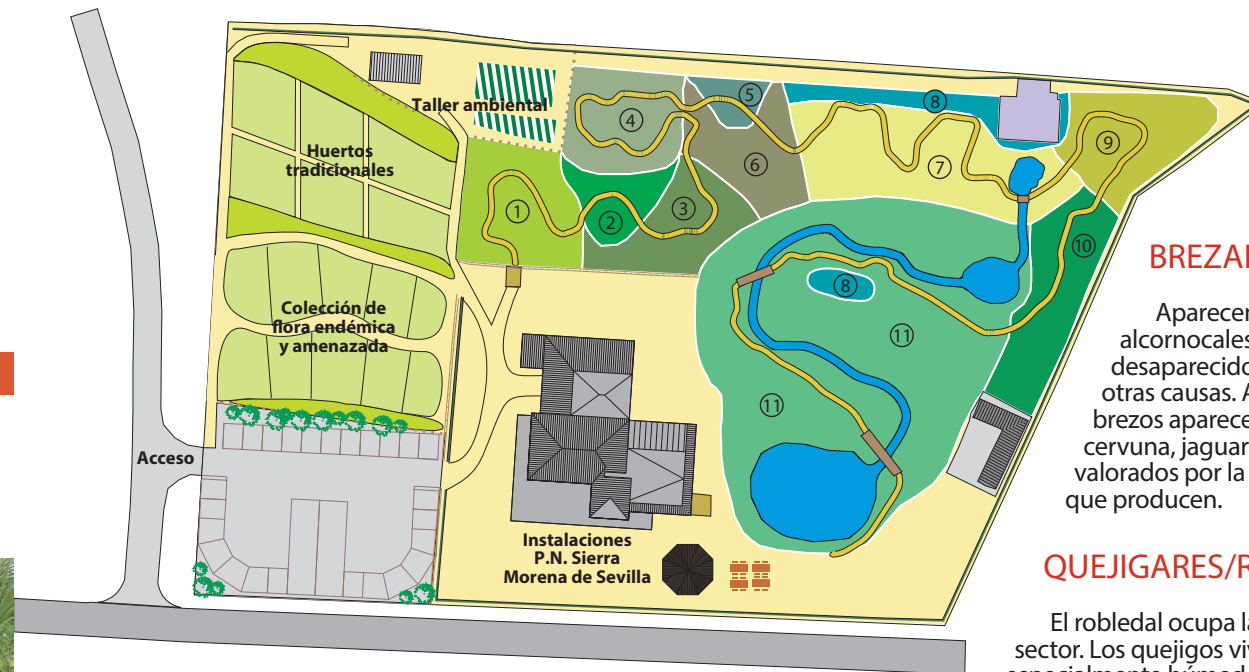 Taller ambiental
Huertos
tradicionales
Colección de
flora endémica
y amenazada
Acceso
Instalaciones
P.N. Sierra
Morena de Sevilla
1
2
3
4
5
6
7
8
9
10
8
11
11
Aparecen
alcornocales
desaparecido
otras causas. A
brezos aparece
cervuna, jaguar
valorados por la
que producen.
QUEJIGARES/R
El robledal ocupa la
sector. Los quejigos viv